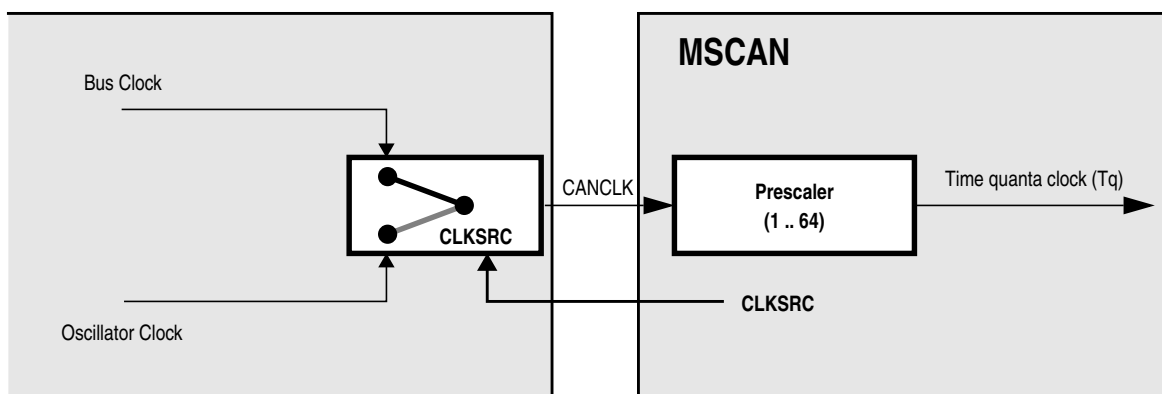 MSCAN
Bus Clock
CLKSRC
CANCLK
Prescaler
(1 .. 64)
Time quanta clock (Tq)
CLKSRC
Oscillator Clock